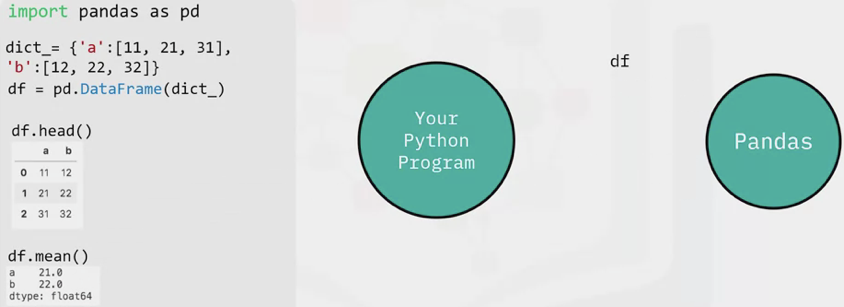 import pandas as pd
dict_= {'a':[11, 21, 31],
'b':[12, 22, 32]}
df = pd.DataFrame(dict_)
df.head()
a b
0 11 12
1 21 22
2 31 32
df.mean()
a 21.0
b 22.0
dtype: float64
Your
Python
Program
df
Pandas